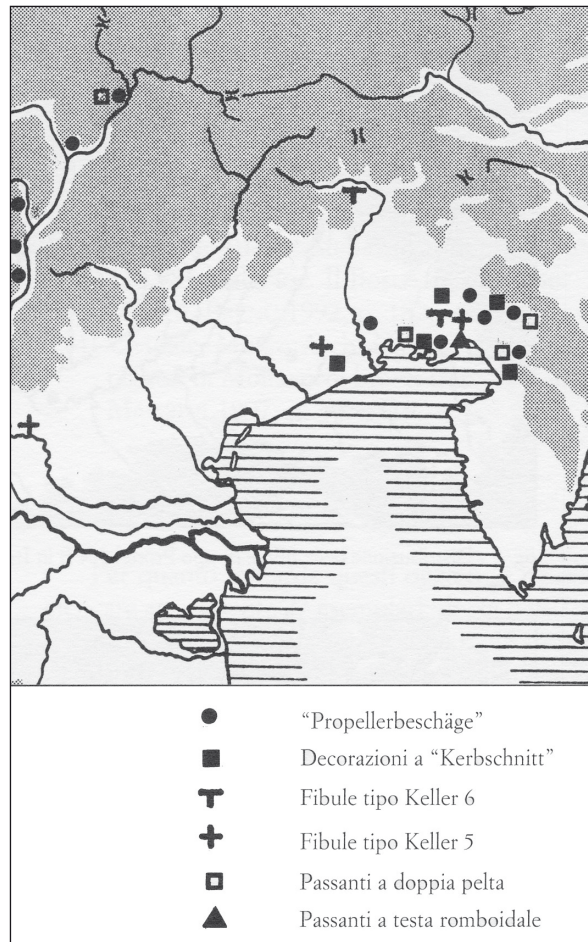 “Propellerbeschäge”
Decorazioni a “Kerbschnitt”
Fibule tipo Keller 6
Fibule tipo Keller 5
Passanti a doppia pelta
Passanti a testa romboidale